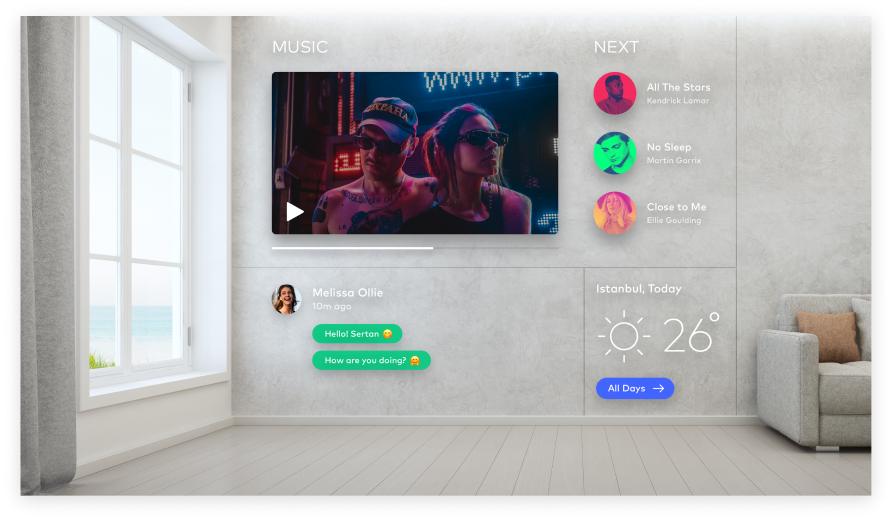 MUSIC
www.p
NEXT
All The Stars
Kendrick Lamar
No Sleep
Martin Garrix
Close to Me
Ellie Goulding
Melissa Ollie
10m ago
Hello! Sertan 🤗
How are you doing? 🤗
Istanbul, Today
26°
All Days →